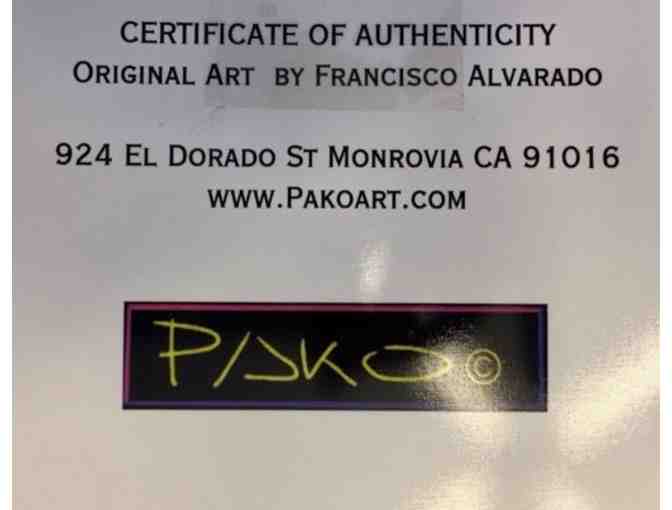 CERTIFICATE OF AUTHENTICITY
ORIGINAL ART BY FRANCISCO ALVARADO
924 EL DORADO ST MONROVIA CA 91016
WWW.PAKOART.COM
PAKO©